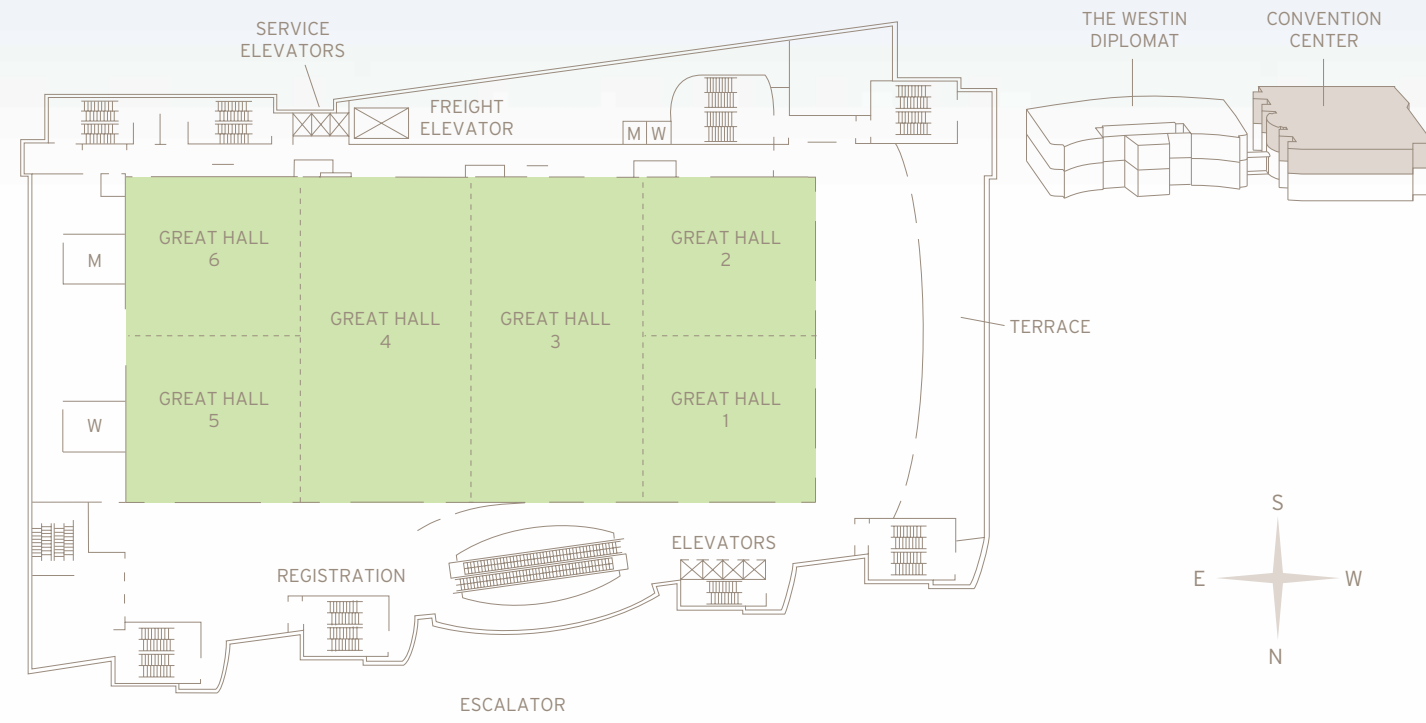 THE WESTIN
DIPLOMAT
CONVENTION
CENTER
SERVICE
ELEVATORS
FREIGHT
ELEVATOR
M W
GREAT HALL
6
GREAT HALL
2
M
GREAT HALL
4
GREAT HALL
3
TERRACE
GREAT HALL
5
GREAT HALL
1
W
ELEVATORS
REGISTRATION
ESCALATOR
S
E
W
N